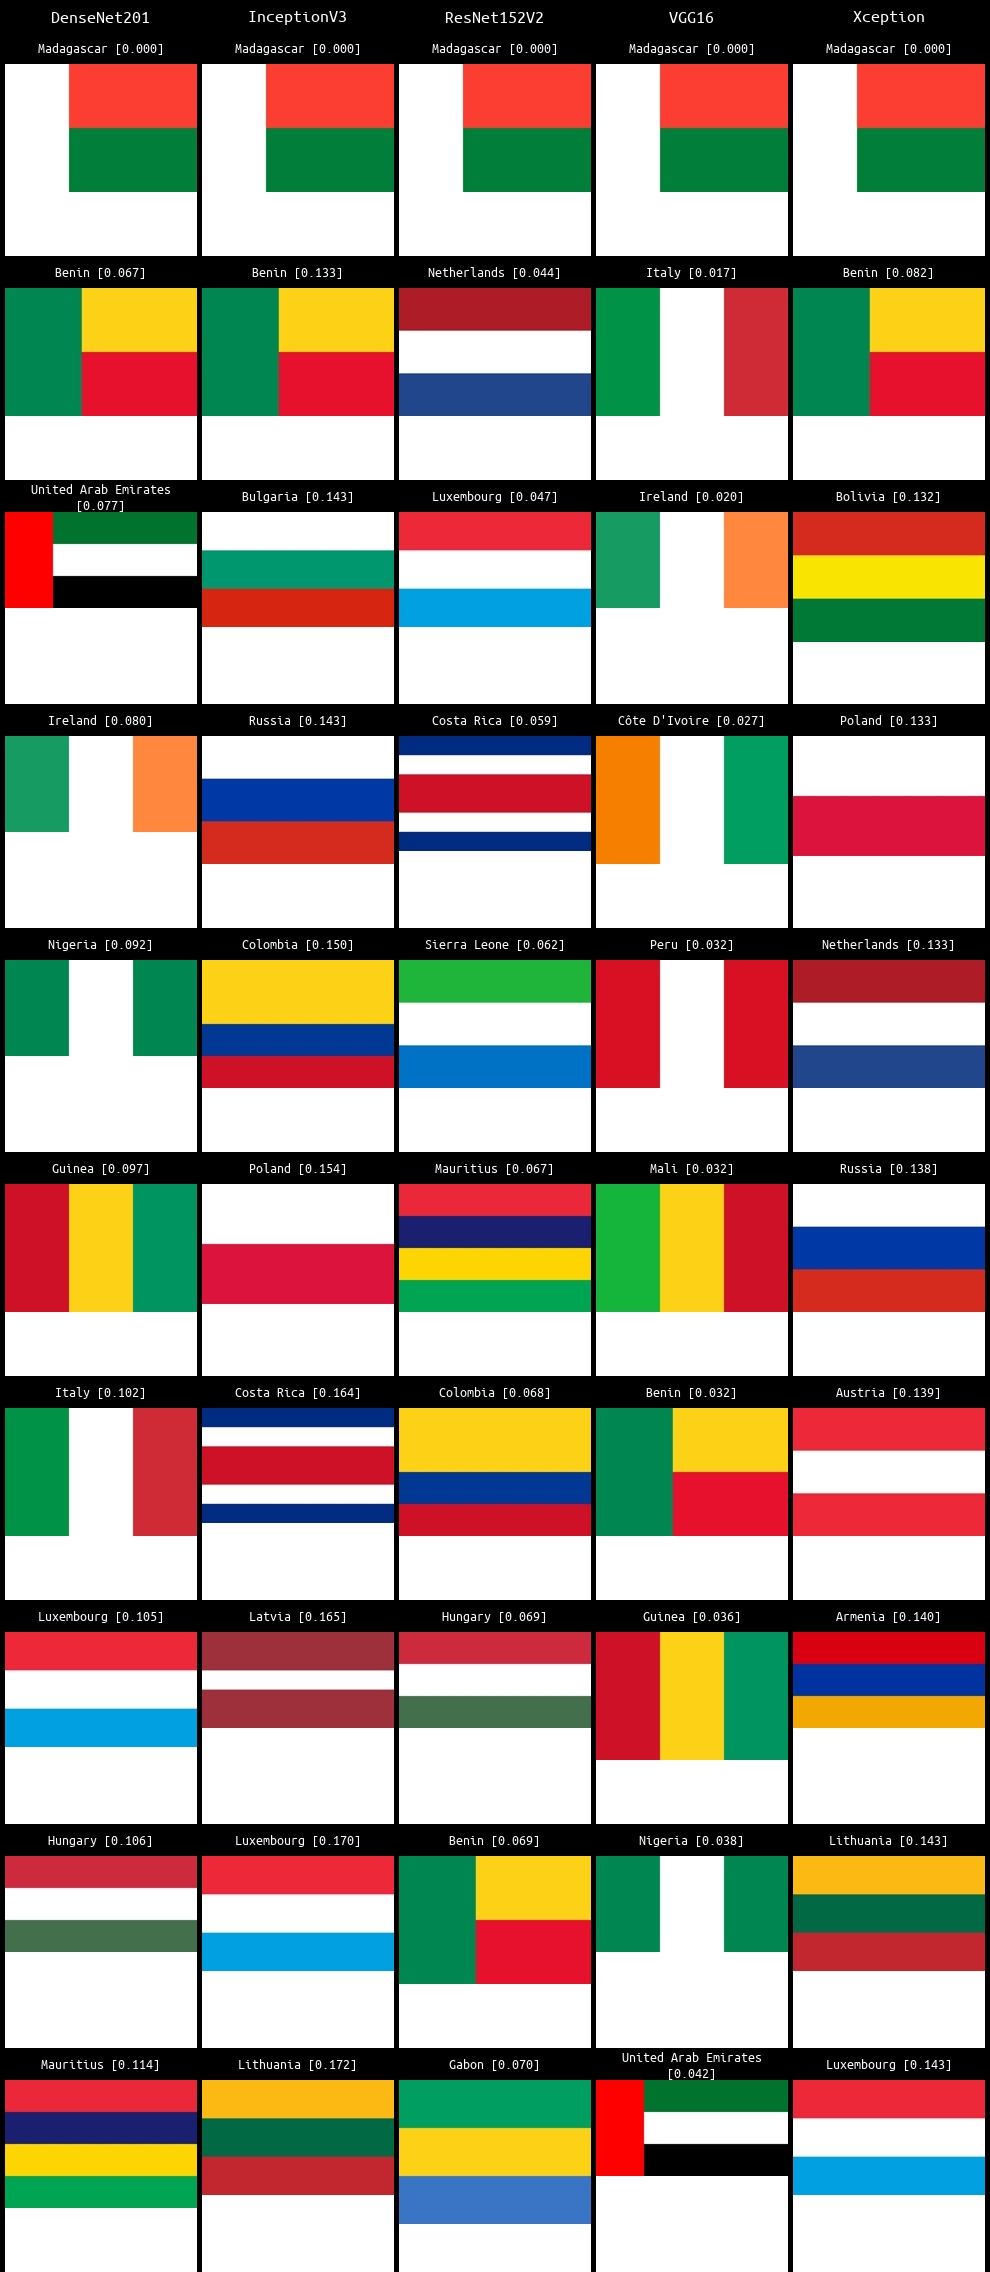 DenseNet201 InceptionV3 ResNet152V2 VGG16 Xception
Madagascar [0.000] Madagascar [0.000] Madagascar [0.000] Madagascar [0.000] Madagascar [0.000]
Benin [0.067] Benin [0.133] Netherlands [0.044] Italy [0.017] Benin [0.082]
United Arab Emirates
[0.077] Bulgaria [0.143] Luxembourg [0.047] Ireland [0.020] Bolivia [0.132]
Ireland [0.080] Russia [0.143] Costa Rica [0.059] Côte D'Ivoire [0.027] Poland [0.133]
Nigeria [0.092] Colombia [0.150] Sierra Leone [0.062] Peru [0.032] Netherlands [0.133]
Guinea [0.097] Poland [0.154] Mauritius [0.067] Mali [0.032] Russia [0.138]
Italy [0.102] Costa Rica [0.164] Colombia [0.068] Benin [0.032] Austria [0.139]
Luxembourg [0.105] Latvia [0.165] Hungary [0.069] Guinea [0.036] Armenia [0.140]
Hungary [0.106] Luxembourg [0.170] Benin [0.069] Nigeria [0.038] Lithuania [0.143]
Mauritius [0.114] Lithuania [0.172] Gabon [0.070] United Arab Emirates
[0.042] Luxembourg [0.143]